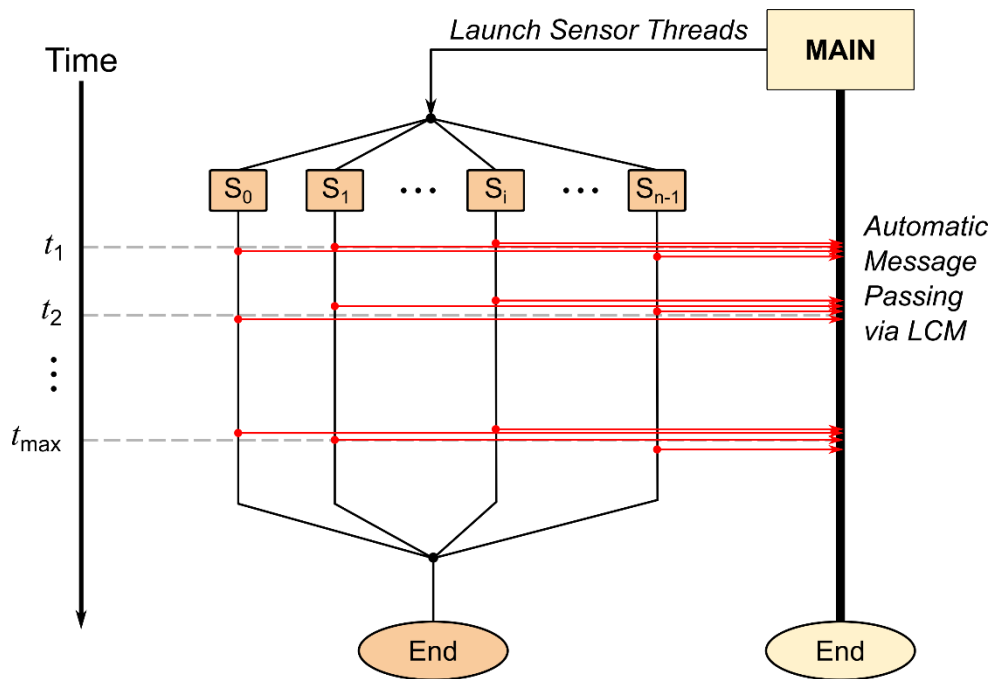 Launch Sensor Threads
MAIN
Time
S0
S1
...
Si
...
Sn-1
t1
Automatic
Message
Passing
via LCM
t2
⋮
tmax
End
End